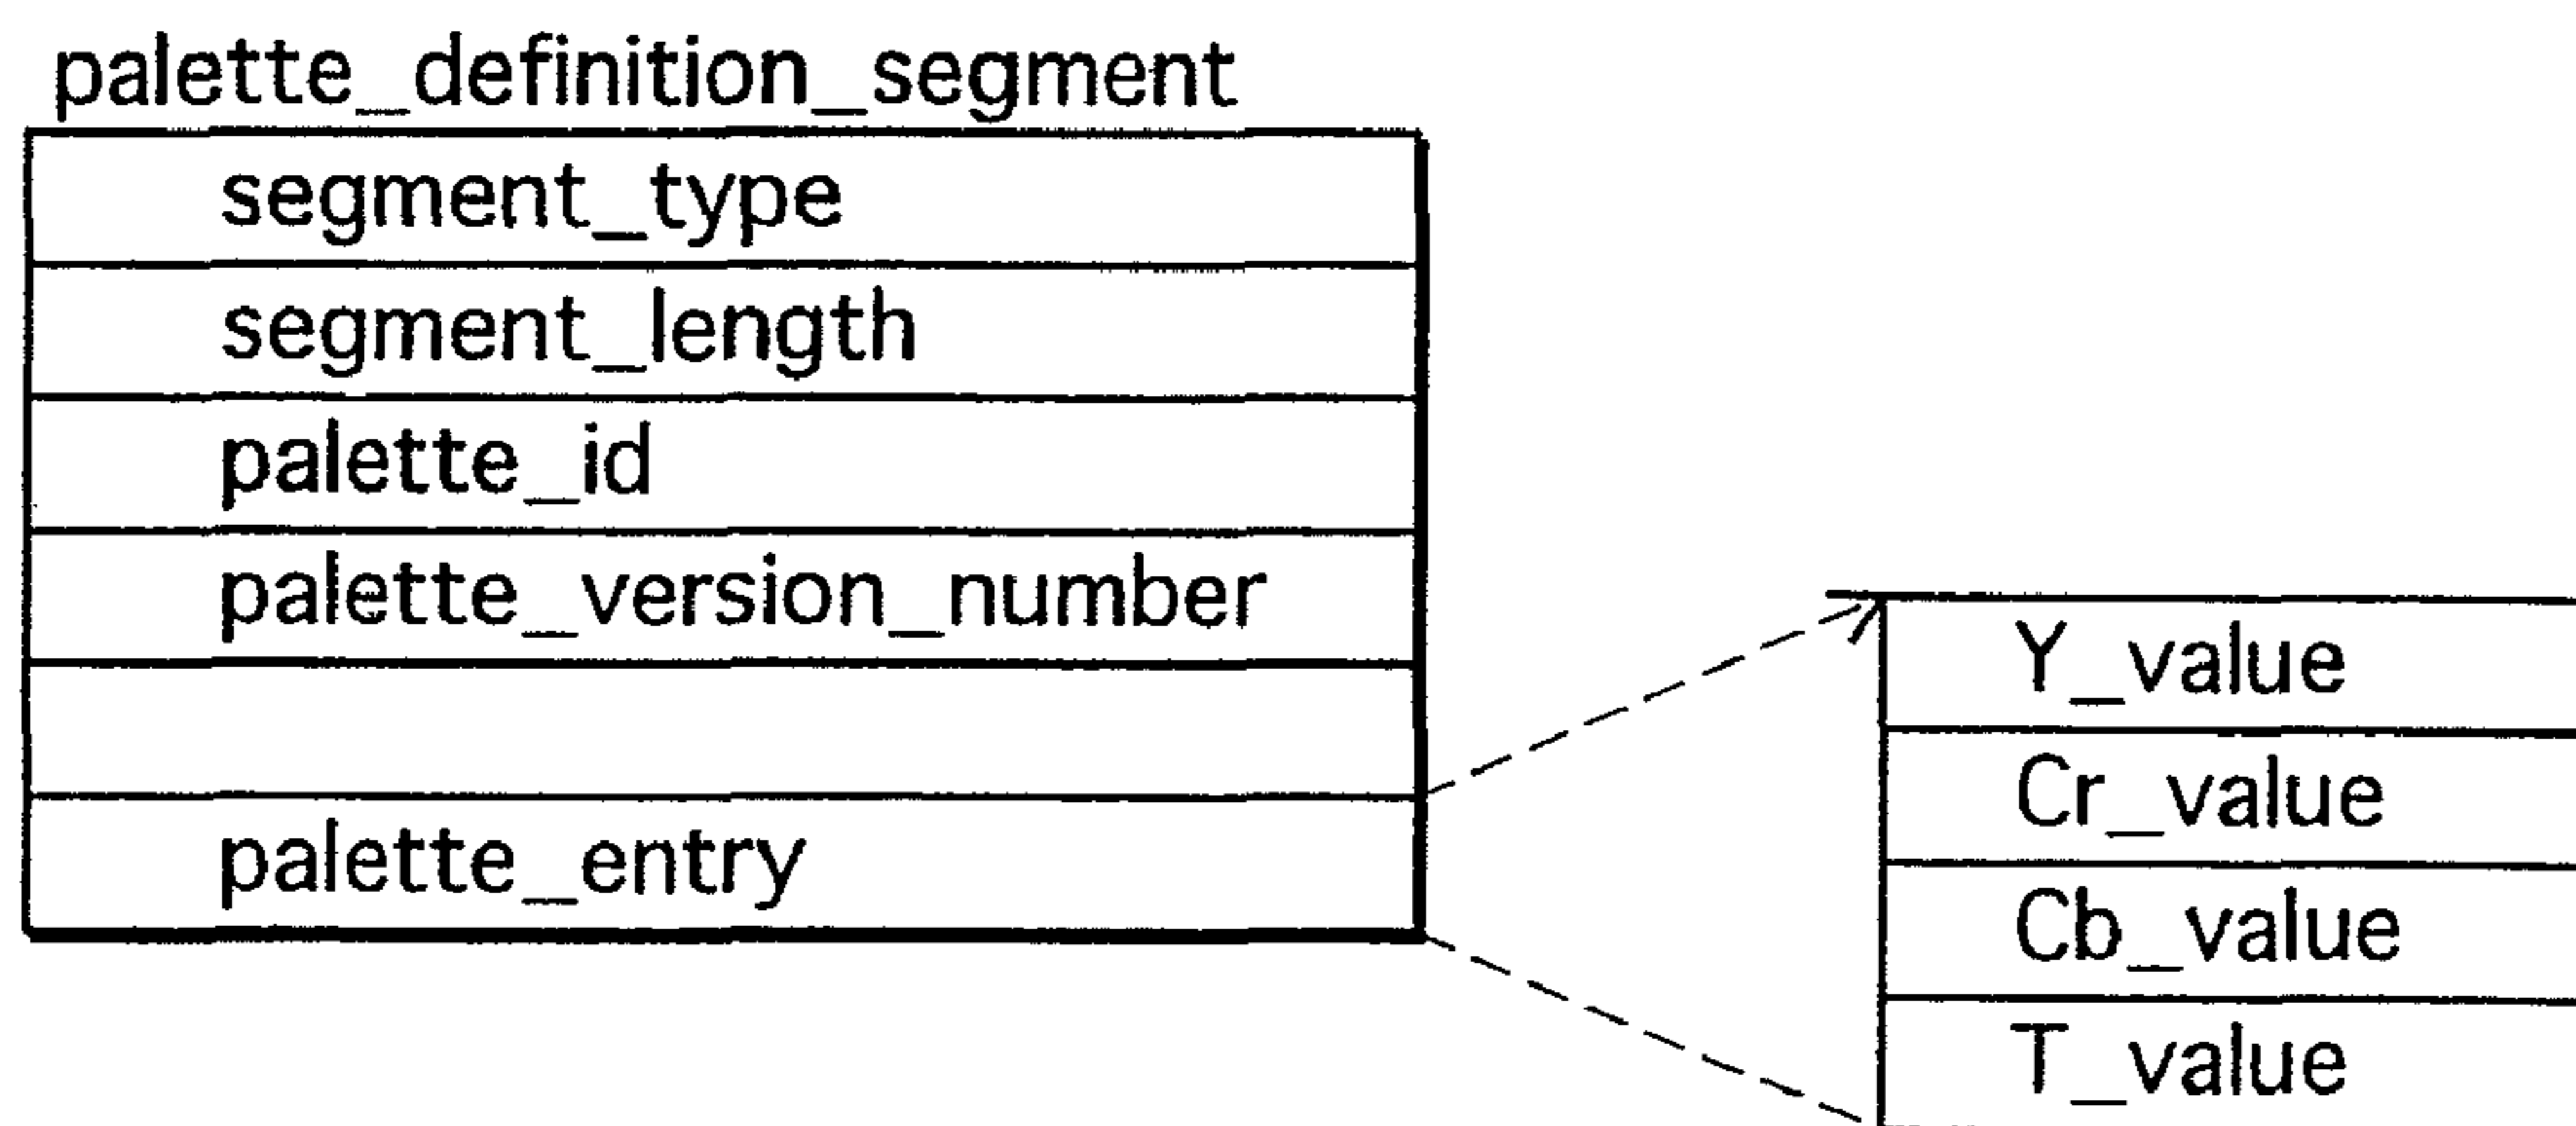 palette_definition_segment
segment_type
segment_length
palette_id
palette_version_number
palette_entry
Y_value
Cr_value
Cb_value
T_value